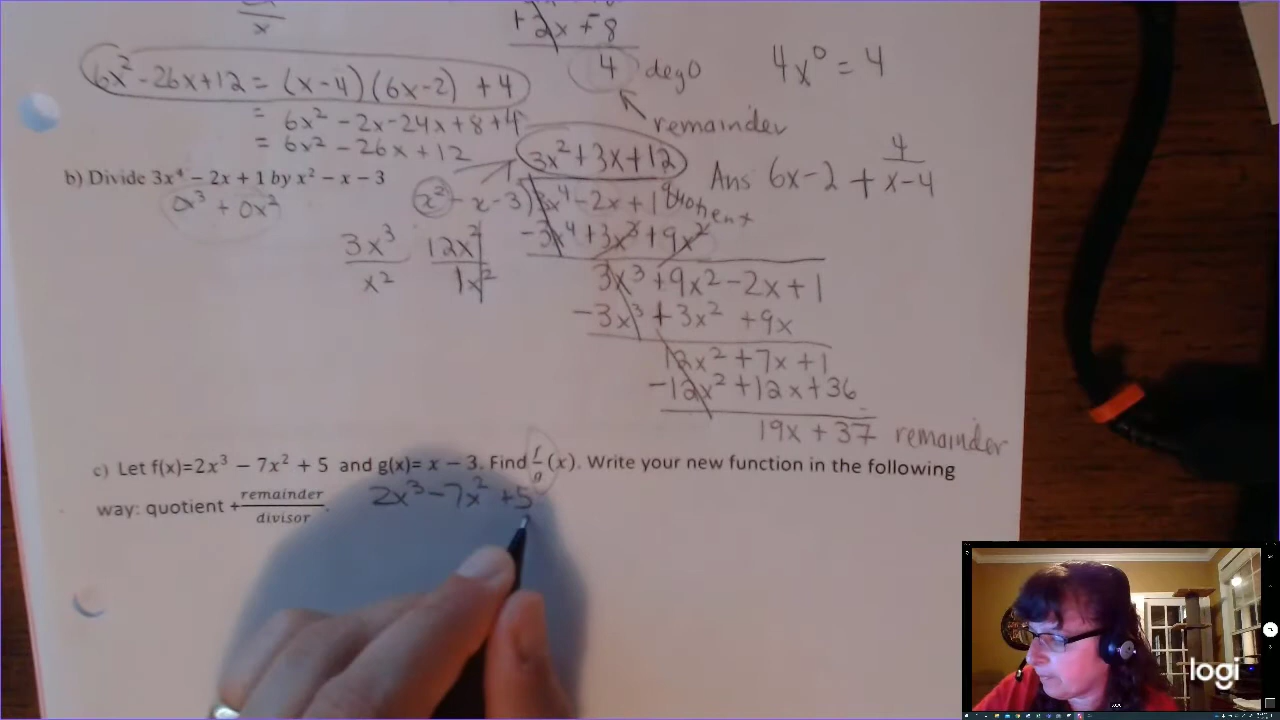 x
+2x + -8
4 deg 0
4x⁰ = 4
6x² - 26x + 12 = (x-4)(6x-2) + 4
= 6x² - 2x - 24x + 8 + 4
= 6x² - 26x + 12
remainder
Ans 6x - 2 + 4/(x-4)
b) Divide 3x⁴ − 2x + 1 by x² − x − 3
0x³ + 0x²
3x² + 3x + 12
quotient
x² - x - 3)3x⁴ - 2x + 1
-3x⁴ + 3x³ + 9x²
3x³/x² 12x²/1x²
3x³ + 9x² - 2x + 1
-3x³ + 3x² + 9x
12x² + 7x + 1
-12x² + 12x + 36
19x + 37 remainder
c) Let f(x)=2x³ − 7x² + 5 and g(x)= x − 3. Find f/g (x). Write your new function in the following
way: quotient + remainder/divisor.
2x³ - 7x² + 5
logi